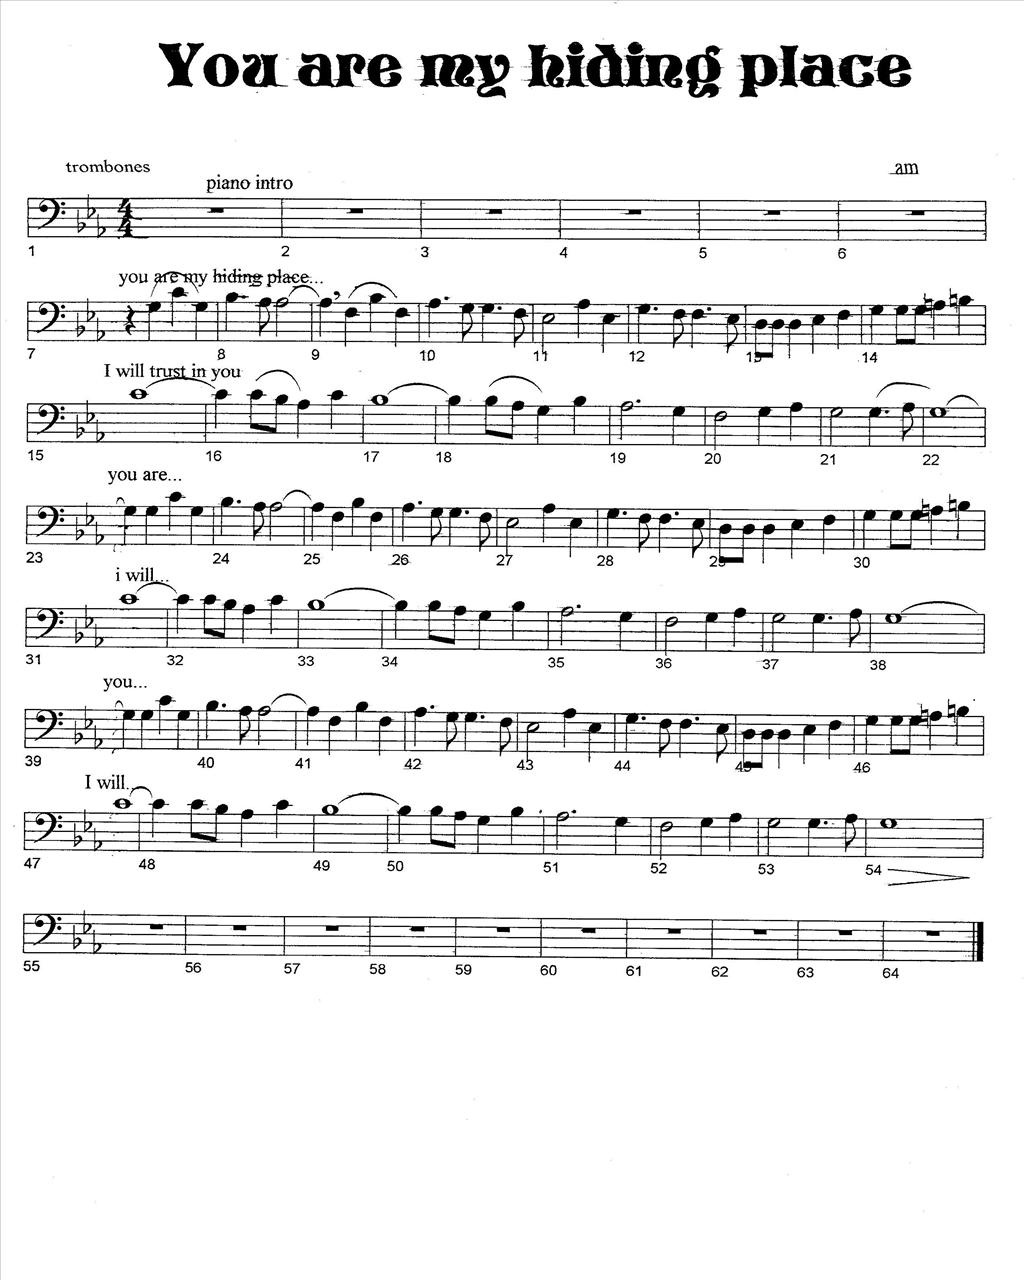 You are my hiding place
trombones
piano intro
am
1 2 3 4 5 6
you are my hiding place...
7 8 9 10 11 12 13 14
I will trust in you
15 16 17 18 19 20 21 22
you are...
23 24 25 26 27 28 29 30
i will...
31 32 33 34 35 36 37 38
you...
39 40 41 42 43 44 45 46
I will...
47 48 49 50 51 52 53 54
55 56 57 58 59 60 61 62 63 64